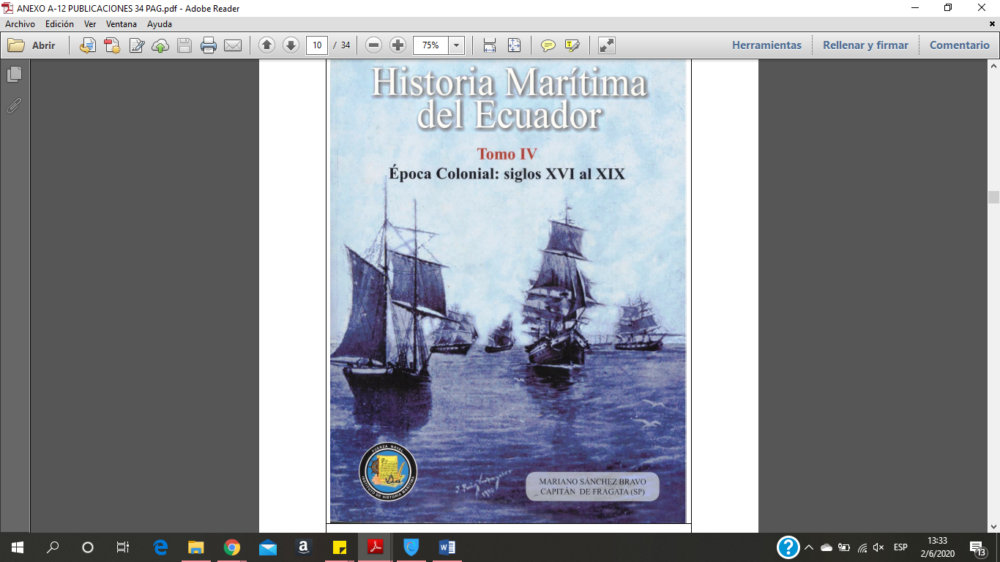 ANEXO A-12 PUBLICACIONES 34 PAG.pdf - Adobe Reader
Archivo Edición Ver Ventana Ayuda
Abrir 10 / 34 75% Herramientas Rellenar y firmar Comentario
Historia Marítima
del Ecuador
Tomo IV
Época Colonial: siglos XVI al XIX
FUERZA NAVAL
INSTITUTO DE HISTORIA MARÍTIMA
MARIANO SÁNCHEZ BRAVO
CAPITÁN DE FRAGATA (SP)
ESP
13:33
2/6/2020
13